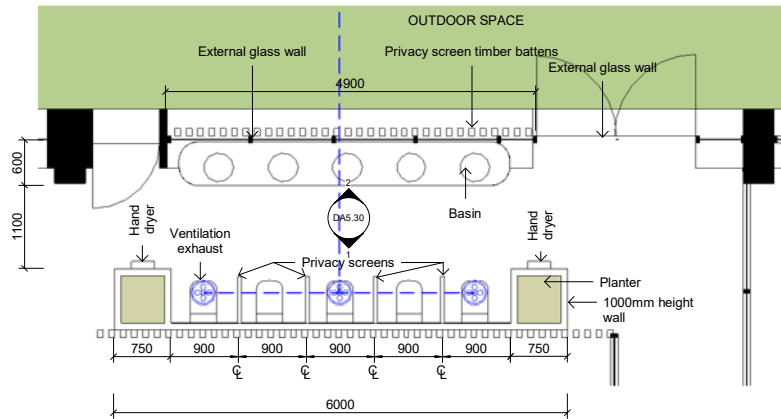 OUTDOOR SPACE
External glass wall
Privacy screen timber battens
External glass wall
4900
600
1100
Hand
dryer
Ventilation
exhaust
2
DA5.30
1
Basin
Hand
dryer
Privacy screens
Planter
1000mm height
wall
750
900
900
900
900
900
750
℄
℄
℄
℄
6000